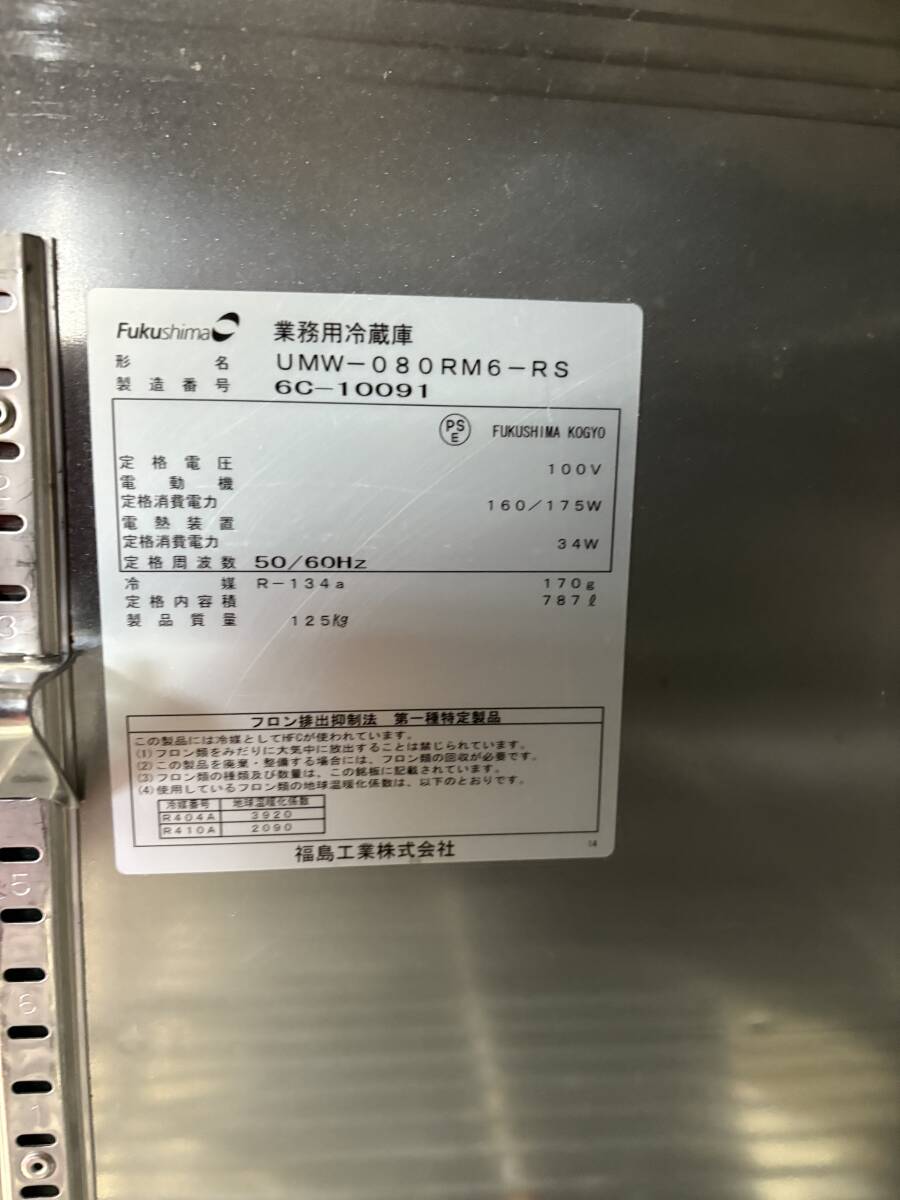 Fukushima 業務用冷蔵庫
形名 UMW-080RM6-RS
製造番号 6C-10091
PS E FUKUSHIMA KOGYO
定格電圧 100V
電動機
定格消費電力 160/175W
電熱装置
定格消費電力 34W
定格周波数 50/60Hz
冷媒 R-134a 170g
定格内容積 787ℓ
製品質量 125kg
フロン排出抑制法 第一種特定製品
この製品には冷媒としてHFCが使われています。
(1)フロン類をみだりに大気中に放出することは禁じられています。
(2)この製品を廃棄・整備する場合には、フロン類の回収が必要です。
(3)フロン類の種類及び数量は、この銘板に記載されています。
(4)使用しているフロン類の地球温暖化係数は、以下のとおりです。
冷媒番号 地球温暖化係数
R404A 3920
R410A 2090
福島工業株式会社 14
3
5
6
1